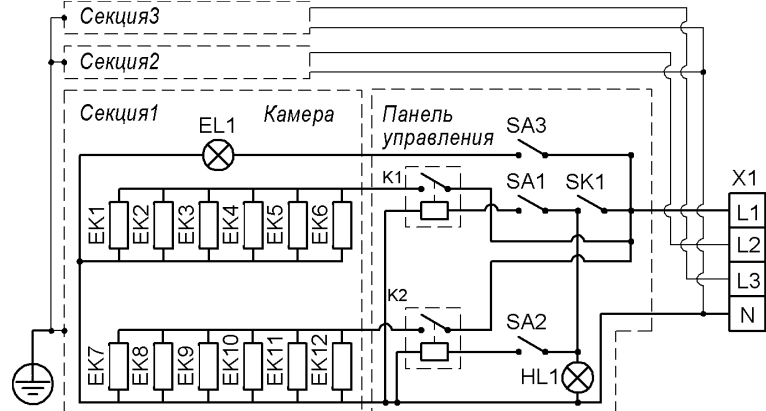 Секция3
Секция2
Секция1
Камера
Панель
управления
EL1
SA3
K1
SA1
SK1
X1
EK1
EK2
EK3
EK4
EK5
EK6
L1
L2
L3
N
K2
SA2
EK7
EK8
EK9
EK10
EK11
EK12
HL1